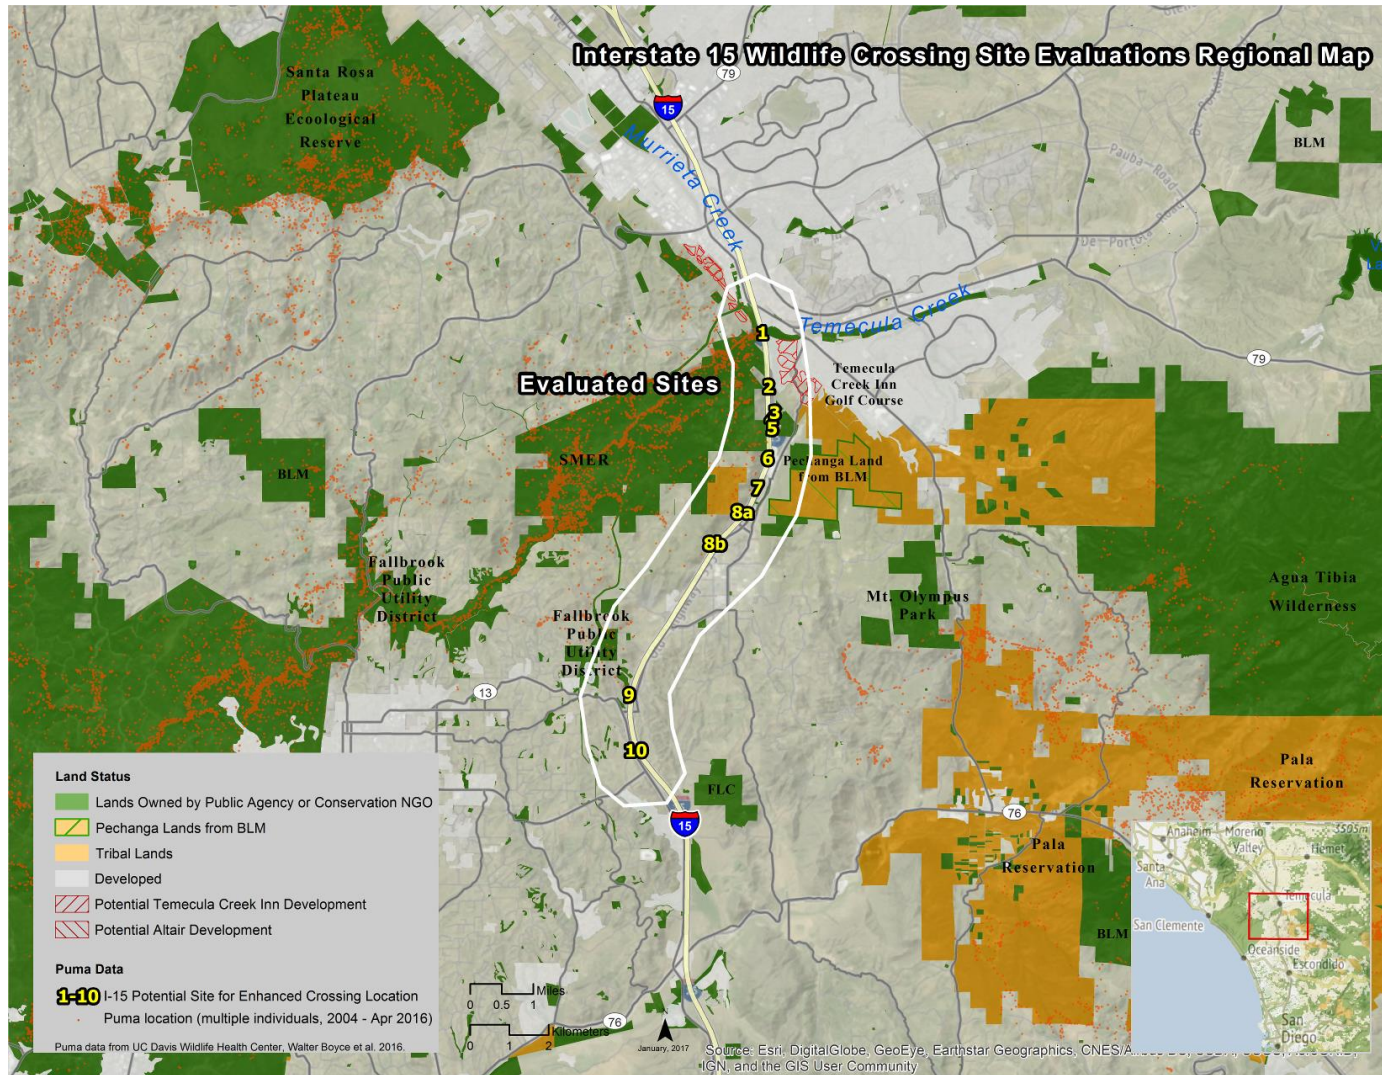 Interstate 15 Wildlife Crossing Site Evaluations Regional Map
79
15
Santa Rosa
Plateau
Ecoological
Reserve
Murrieta Creek
Pauba Road
BLM
Temecula Creek
1
79
Evaluated Sites
Temecula
Creek Inn
Golf Course
2
3
5
SMER
BLM
6
Pechanga Land
from BLM
7
8a
8b
Fallbrook
Public
Utility
District
Mt. Olympus
Park
Agua Tibia
Wilderness
Fallbrook
Public
Utility
District
13
9
10
FLC
15
Pala
Reservation
76
Pala
Reservation
BLM
76
Land Status
Lands Owned by Public Agency or Conservation NGO
Pechanga Lands from BLM
Tribal Lands
Developed
Potential Temecula Creek Inn Development
Potential Altair Development
Puma Data
1-10 I-15 Potential Site for Enhanced Crossing Location
Puma location (multiple individuals, 2004 - Apr 2016)
Puma data from UC Davis Wildlife Health Center, Walter Boyce et al. 2016.
Miles
0 0.5 1
Kilometers
0 1 2
January, 2017
Anaheim
Moreno
Valley
3505m
Hemet
Santa
Ana
Temecula
San Clemente
Oceanside
Escondido
San
Diego
Source: Esri, DigitalGlobe, GeoEye, Earthstar Geographics,
IGN, and the GIS User Community